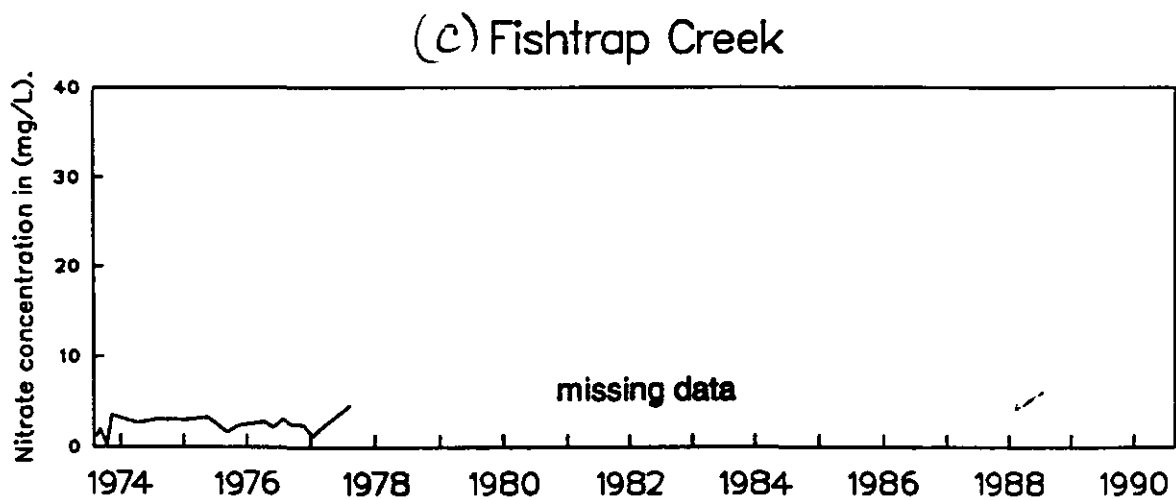 (C) Fishtrap Creek
Nitrate concentration in (mg/L).
40
30
20
10
0
missing data
1974 1976 1978 1980 1982 1984 1986 1988 1990